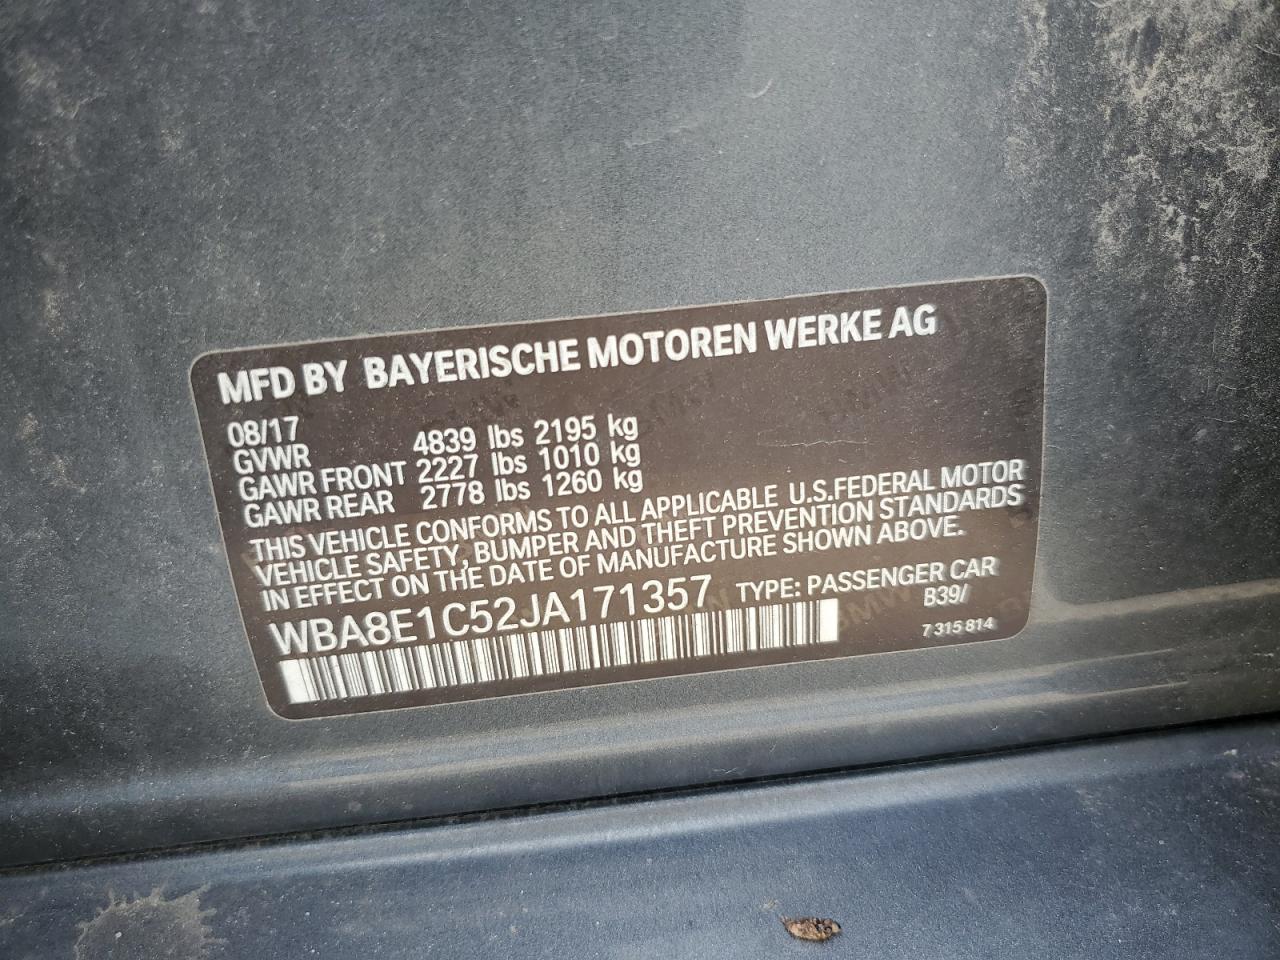 MFD BY BAYERISCHE MOTOREN WERKE AG
08/17
GVWR 4839 lbs 2195 kg
GAWR FRONT 2227 lbs 1010 kg
GAWR REAR 2778 lbs 1260 kg
THIS VEHICLE CONFORMS TO ALL APPLICABLE U.S.FEDERAL MOTOR
VEHICLE SAFETY, BUMPER AND THEFT PREVENTION STANDARDS
IN EFFECT ON THE DATE OF MANUFACTURE SHOWN ABOVE.
WBA8E1C52JA171357 TYPE: PASSENGER CAR
B39/
7 315 814